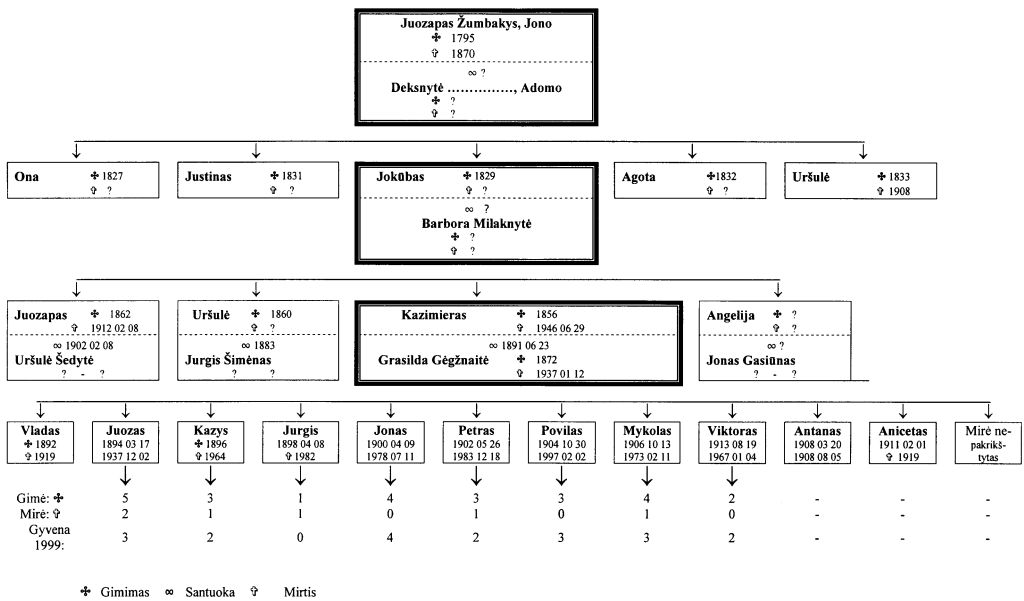 Juozapas Žumbakys, Jono
✤ 1795
✞ 1870
∞ ?
Deksnytė ..............., Adomo
✤ ?
✞ ?
Ona ✤ 1827
✞ ?
Justinas ✤ 1831
✞ ?
Jokūbas ✤ 1829
✞ ?
∞ ?
Barbora Milaknytė
✤ ?
✞ ?
Agota ✤ 1832
✞ ?
Uršulė ✤ 1833
✞ 1908
Juozapas ✤ 1862
✞ 1912 02 08
∞ 1902 02 08
Uršulė Šedytė
? - ?
Uršulė ✤ 1860
✞ ?
∞ 1883
Jurgis Šimėnas
? ?
Kazimieras ✤ 1856
✞ 1946 06 29
∞ 1891 06 23
Grasilda Gėgžnaitė ✤ 1872
✞ 1937 01 12
Angelija ✤ ?
✞ ?
∞ ?
Jonas Gasiūnas
? - ?
Vladas
✤ 1892
✞ 1919
Juozas
1894 03 17
1937 12 02
Kazys
✤ 1896
✞ 1964
Jurgis
1898 04 08
✞ 1982
Jonas
1900 04 09
1978 07 11
Petras
1902 05 26
1983 12 18
Povilas
1904 10 30
1997 02 02
Mykolas
1906 10 13
1973 02 11
Viktoras
1913 08 19
1967 01 04
Antanas
1908 03 20
1908 08 05
Anicetas
1911 02 01
✞ 1919
Mirė ne-
pakrikš-
tytas
Gimė: ✤ 5 3 1 4 3 3 4 2 - - -
Mirė: ✞ 2 1 1 0 1 0 1 0 - - -
Gyvena
1999: 3 2 0 4 2 3 3 2 - - -
✤ Gimimas ∞ Santuoka ✞ Mirtis